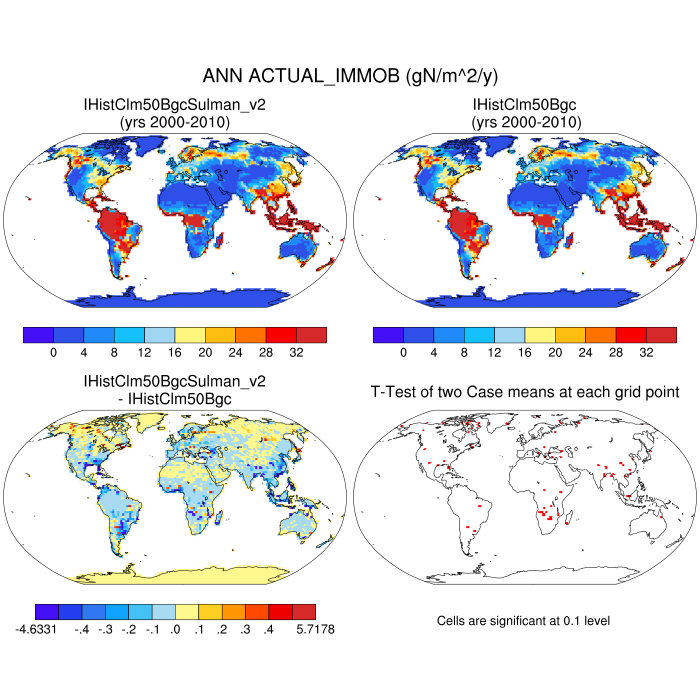 ANN ACTUAL_IMMOB (gN/m^2/y)
IHistClm50BgcSulman_v2
(yrs 2000-2010)
IHistClm50Bgc
(yrs 2000-2010)
0 4 8 12 16 20 24 28 32
0 4 8 12 16 20 24 28 32
IHistClm50BgcSulman_v2
- IHistClm50Bgc
T-Test of two Case means at each grid point
-4.6331 -.4 -.3 -.2 -.1 .0 .1 .2 .3 .4 5.7178
Cells are significant at 0.1 level